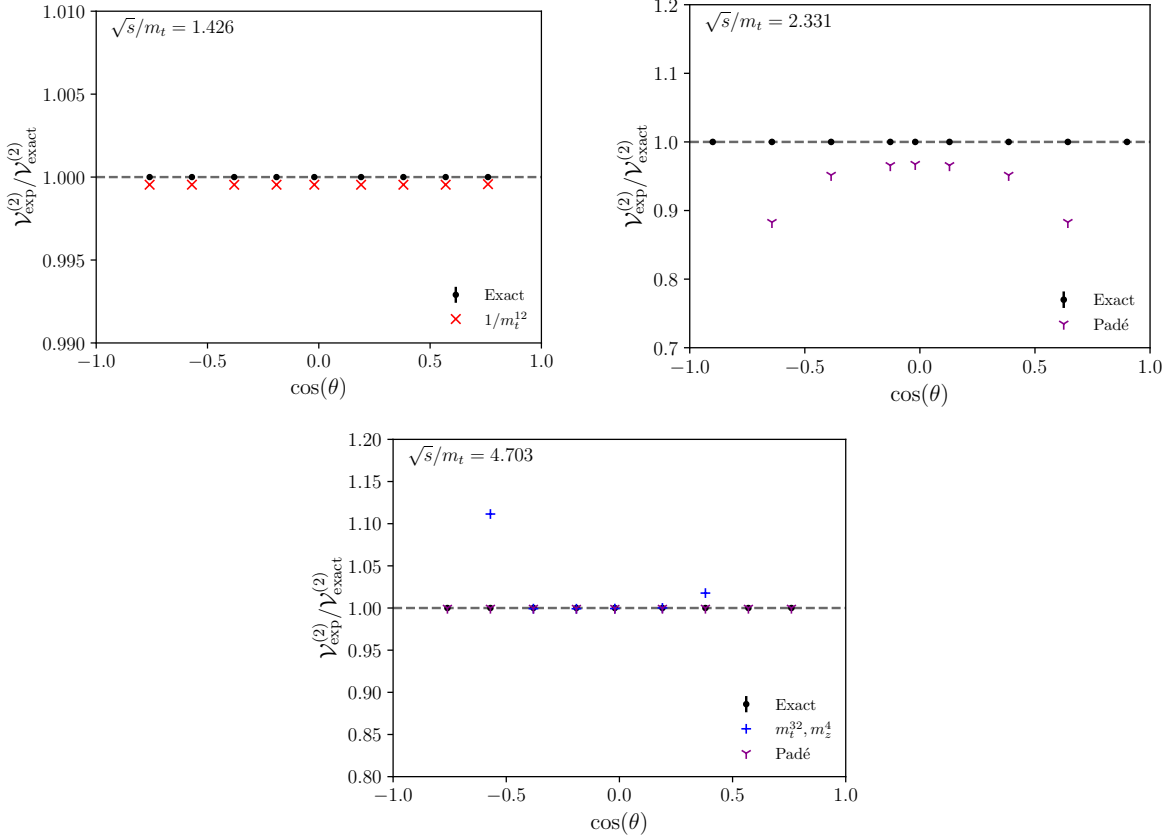 √s/m_t = 1.426
1.010
1.005
1.000
0.995
0.990
V_exp^(2)/V_exact^(2)
Exact
1/m_t^12
−1.0 −0.5 0.0 0.5 1.0
cos(θ)
√s/m_t = 2.331
1.2
1.1
1.0
0.9
0.8
0.7
V_exp^(2)/V_exact^(2)
Exact
Padé
−1.0 −0.5 0.0 0.5 1.0
cos(θ)
√s/m_t = 4.703
1.20
1.15
1.10
1.05
1.00
0.95
0.90
0.85
0.80
V_exp^(2)/V_exact^(2)
Exact
m_t^32, m_z^4
Padé
−1.0 −0.5 0.0 0.5 1.0
cos(θ)